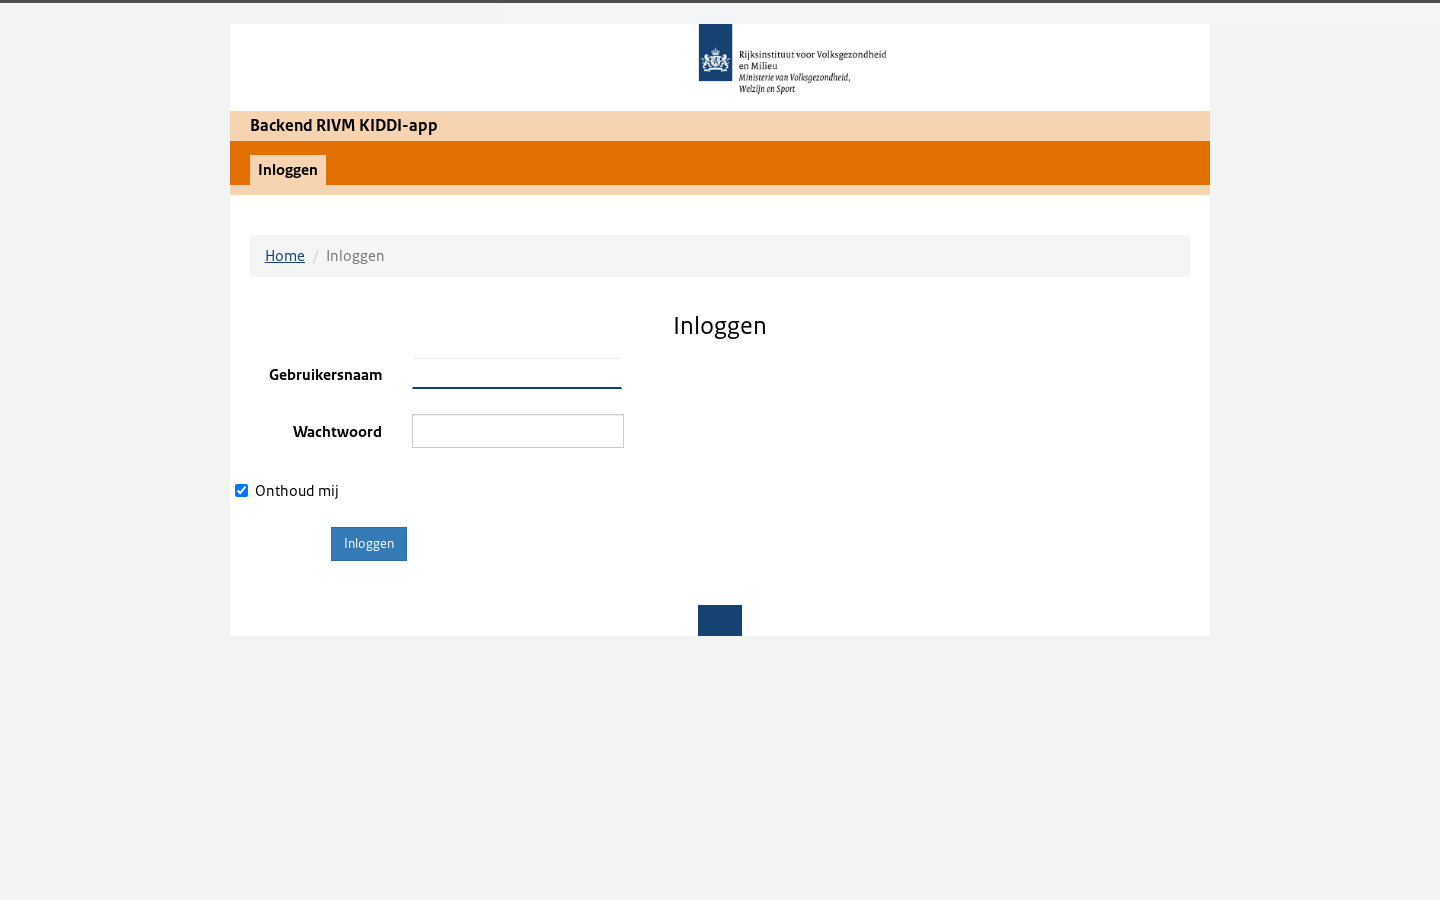 Rijksinstituut voor Volksgezondheid
en Milieu
Ministerie van Volksgezondheid,
Welzijn en Sport
Backend RIVM KIDDI-app
Inloggen
Home / Inloggen
Inloggen
Gebruikersnaam
Wachtwoord
Onthoud mij
Inloggen